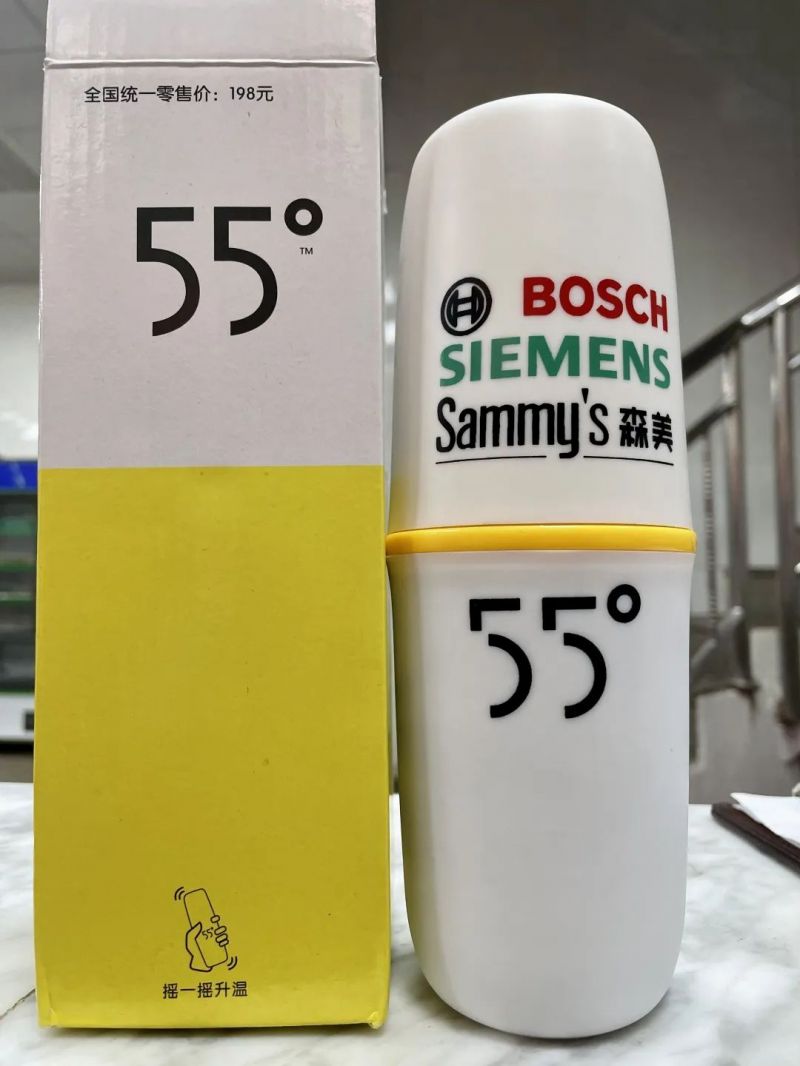 全国统一零售价：198元
55°
TM
55
摇一摇升温
BOSCH
SIEMENS
Sammy's 森美
55°